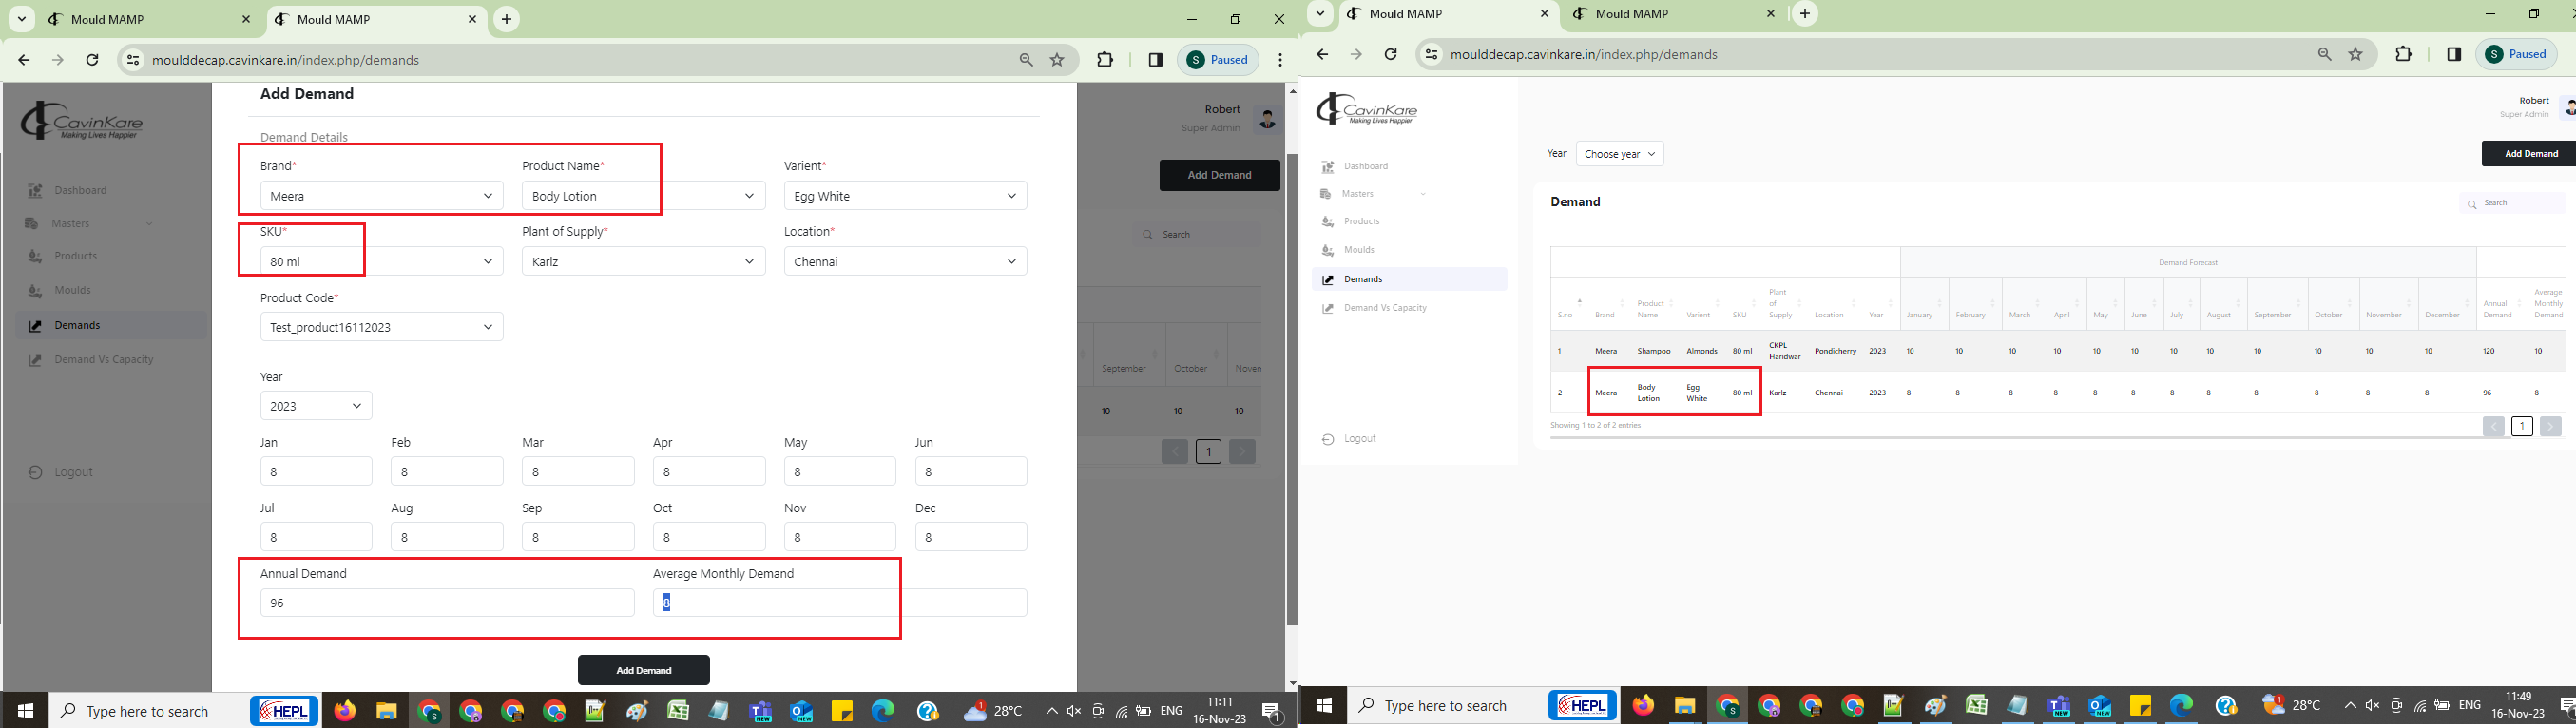 Mould MAMP
Mould MAMP
moulddecap.cavinkare.in/index.php/demands
Paused
CavinKare
Making Lives Happier
Dashboard
Masters
Products
Moulds
Demands
Demand Vs Capacity
Logout
Robert
Super Admin
Add Demand
Search
September October Noven
10 10 10
1
Add Demand
Demand Details
Brand* Product Name* Varient*
Meera Body Lotion Egg White
SKU* Plant of Supply* Location*
80 ml Karlz Chennai
Product Code*
Test_product16112023
Year
2023
Jan Feb Mar Apr May Jun
8 8 8 8 8 8
Jul Aug Sep Oct Nov Dec
8 8 8 8 8 8
Annual Demand Average Monthly Demand
96 8
Add Demand
Type here to search
HEPL
28°C
ENG
11:11
16-Nov-23
1
Mould MAMP
Mould MAMP
moulddecap.cavinkare.in/index.php/demands
Paused
CavinKare
Making Lives Happier
Dashboard
Masters
Products
Moulds
Demands
Demand Vs Capacity
Logout
Robert
Super Admin
Year Choose year
Add Demand
Demand
Search
Demand Forecast
S.no Brand Product Name Varient SKU Plant of Supply Location Year January February March April May June July August September October November December Annual Demand Average Monthly Demand
1 Meera Shampoo Almonds 80 ml CKPL Haridwar Pondicherry 2023 10 10 10 10 10 10 10 10 10 10 10 10 120 10
2 Meera Body Lotion Egg White 80 ml Karlz Chennai 2023 8 8 8 8 8 8 8 8 8 8 8 8 96 8
Showing 1 to 2 of 2 entries
1
Type here to search
HEPL
28°C
ENG
11:49
16-Nov-23